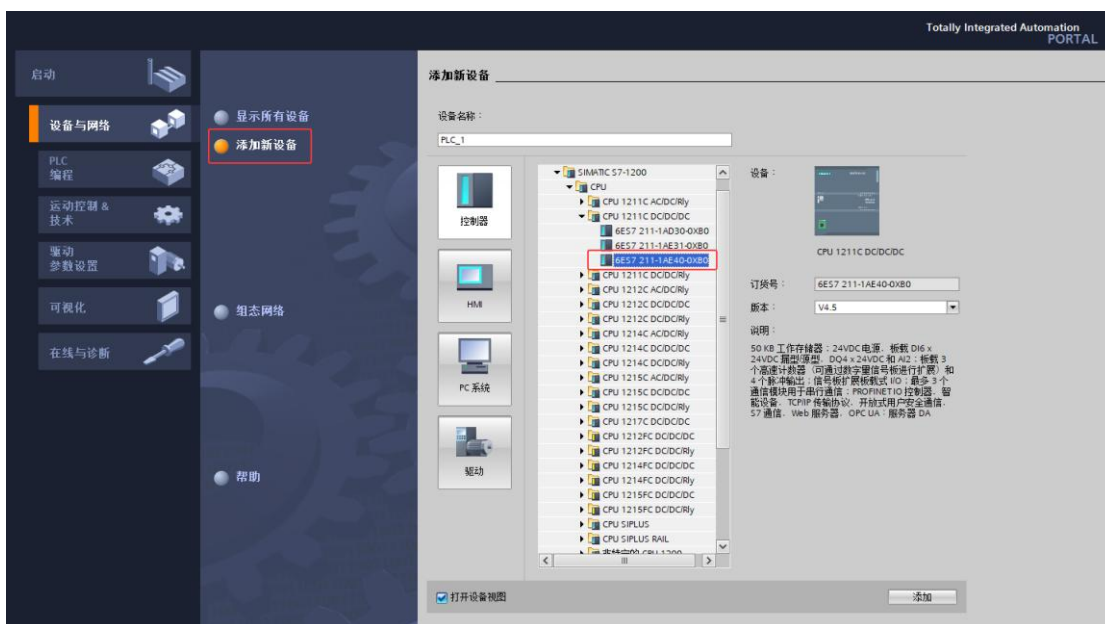 Totally Integrated Automation
PORTAL
启动
设备与网络
PLC
编程
运动控制 &
技术
驱动
参数设置
可视化
在线与诊断
显示所有设备
添加新设备
组态网络
帮助
添加新设备
设备名称：
PLC_1
控制器
HMI
PC 系统
驱动
SIMATIC S7-1200
CPU
CPU 1211C AC/DC/Rly
CPU 1211C DC/DC/DC
6ES7 211-1AD30-0XB0
6ES7 211-1AE31-0XB0
6ES7 211-1AE40-0XB0
CPU 1211C DC/DC/Rly
CPU 1212C AC/DC/Rly
CPU 1212C DC/DC/DC
CPU 1212C DC/DC/Rly
CPU 1214C AC/DC/Rly
CPU 1214C DC/DC/DC
CPU 1214C DC/DC/Rly
CPU 1215C AC/DC/Rly
CPU 1215C DC/DC/DC
CPU 1215C DC/DC/Rly
CPU 1217C DC/DC/DC
CPU 1212FC DC/DC/DC
CPU 1212FC DC/DC/Rly
CPU 1214FC DC/DC/DC
CPU 1214FC DC/DC/Rly
CPU 1215FC DC/DC/DC
CPU 1215FC DC/DC/Rly
CPU SIPLUS
CPU SIPLUS RAIL
非特定的 CPU 1200
设备：
CPU 1211C DC/DC/DC
订货号：
6ES7 211-1AE40-0XB0
版本：
V4.5
说明：
50 KB 工作存储器；24VDC 电源，板载 DI6 x
24VDC 漏型/源型，DQ4 x 24VDC 和 AI2；板载 3
个高速计数器（可通过数字量信号板进行扩展）和
4 个脉冲输出；信号板扩展板载式 I/O；最多 3 个
通信模块用于串行通信；PROFINET IO 控制器，智
能设备，TCP/IP 传输协议，开放式用户安全通信，
S7 通信，Web 服务器，OPC UA：服务器 DA
打开设备视图
添加